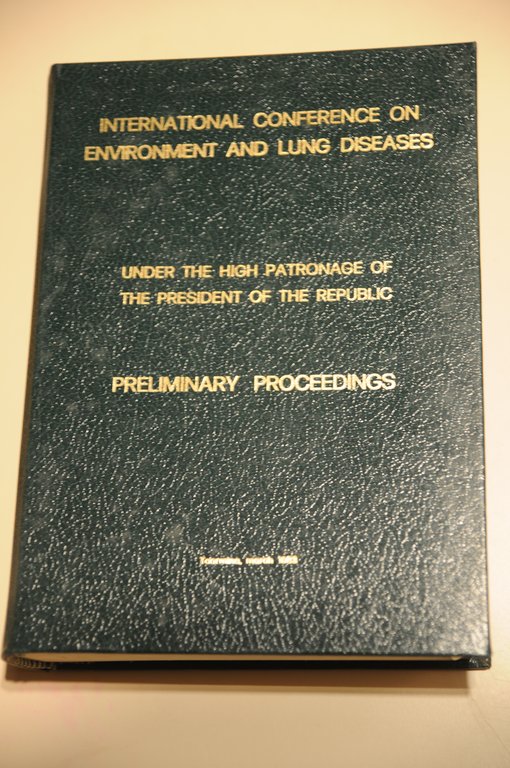 INTERNATIONAL CONFERENCE ON
ENVIRONMENT AND LUNG DISEASES
UNDER THE HIGH PATRONAGE OF
THE PRESIDENT OF THE REPUBLIC
PRELIMINARY PROCEEDINGS
march